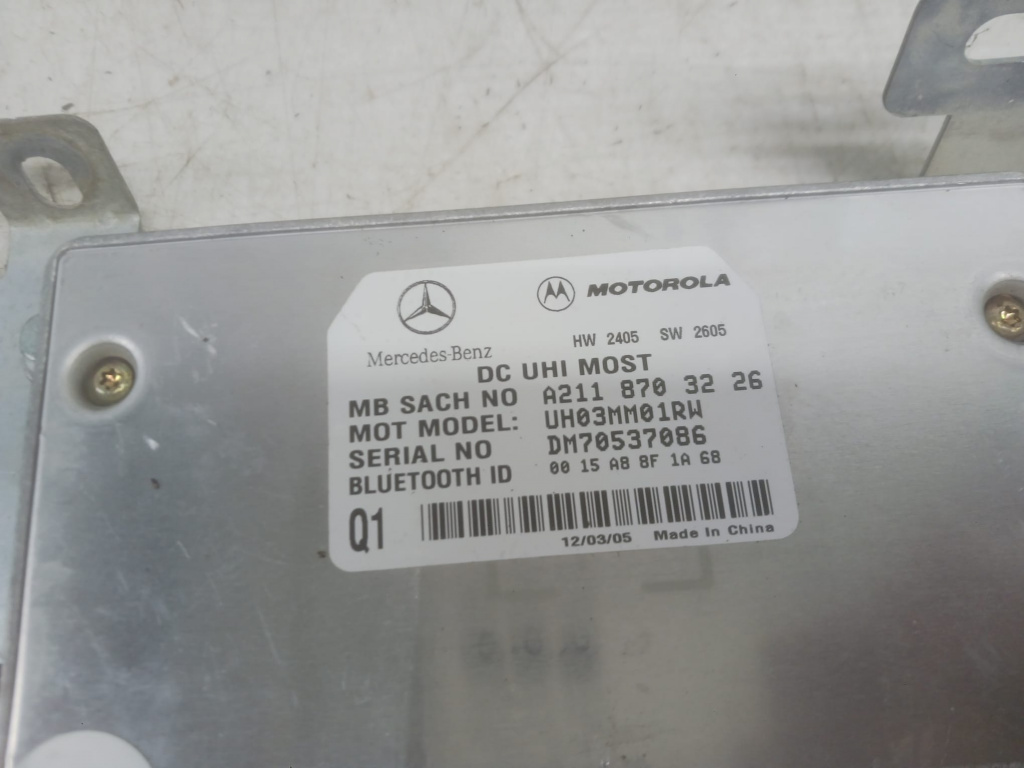 MOTOROLA
Mercedes-Benz
HW 2405 SW 2605
DC UHI MOST
MB SACH NO A211 870 32 26
MOT MODEL: UH03MM01RW
SERIAL NO DM70537086
BLUETOOTH ID 00 15 A8 8F 1A 68
Q1
12/03/05 Made In China